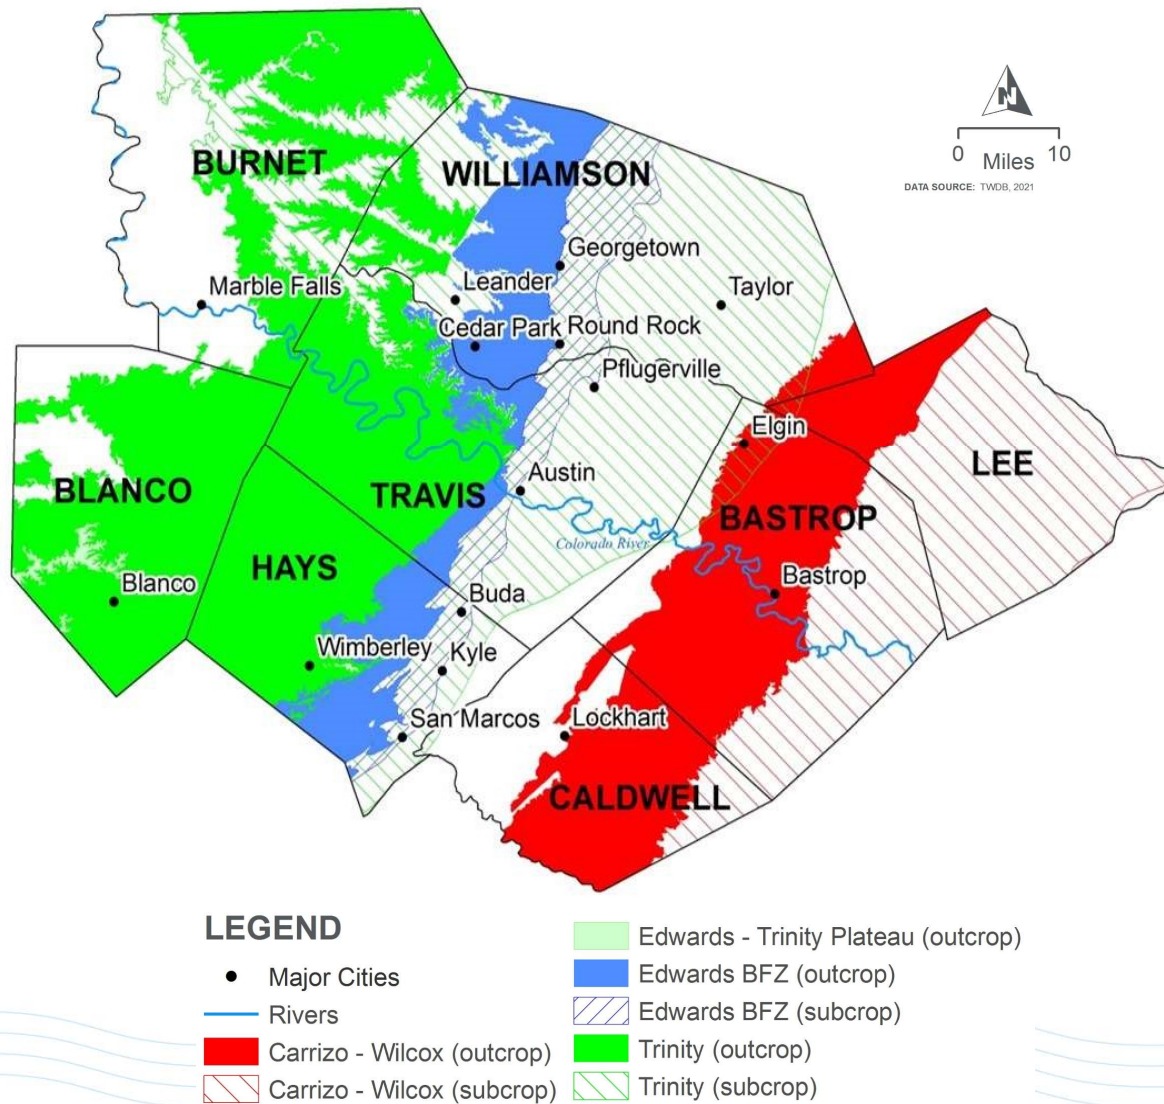 N
0 Miles 10
DATA SOURCE: TWDB, 2021
BURNET
WILLIAMSON
Georgetown
Leander
Taylor
Marble Falls
Cedar Park
Round Rock
Pflugerville
Elgin
LEE
BLANCO
TRAVIS
Austin
BASTROP
Colorado River
HAYS
Blanco
Buda
Bastrop
Wimberley
Kyle
San Marcos
Lockhart
CALDWELL
LEGEND
Major Cities
Rivers
Carrizo - Wilcox (outcrop)
Carrizo - Wilcox (subcrop)
Edwards - Trinity Plateau (outcrop)
Edwards BFZ (outcrop)
Edwards BFZ (subcrop)
Trinity (outcrop)
Trinity (subcrop)